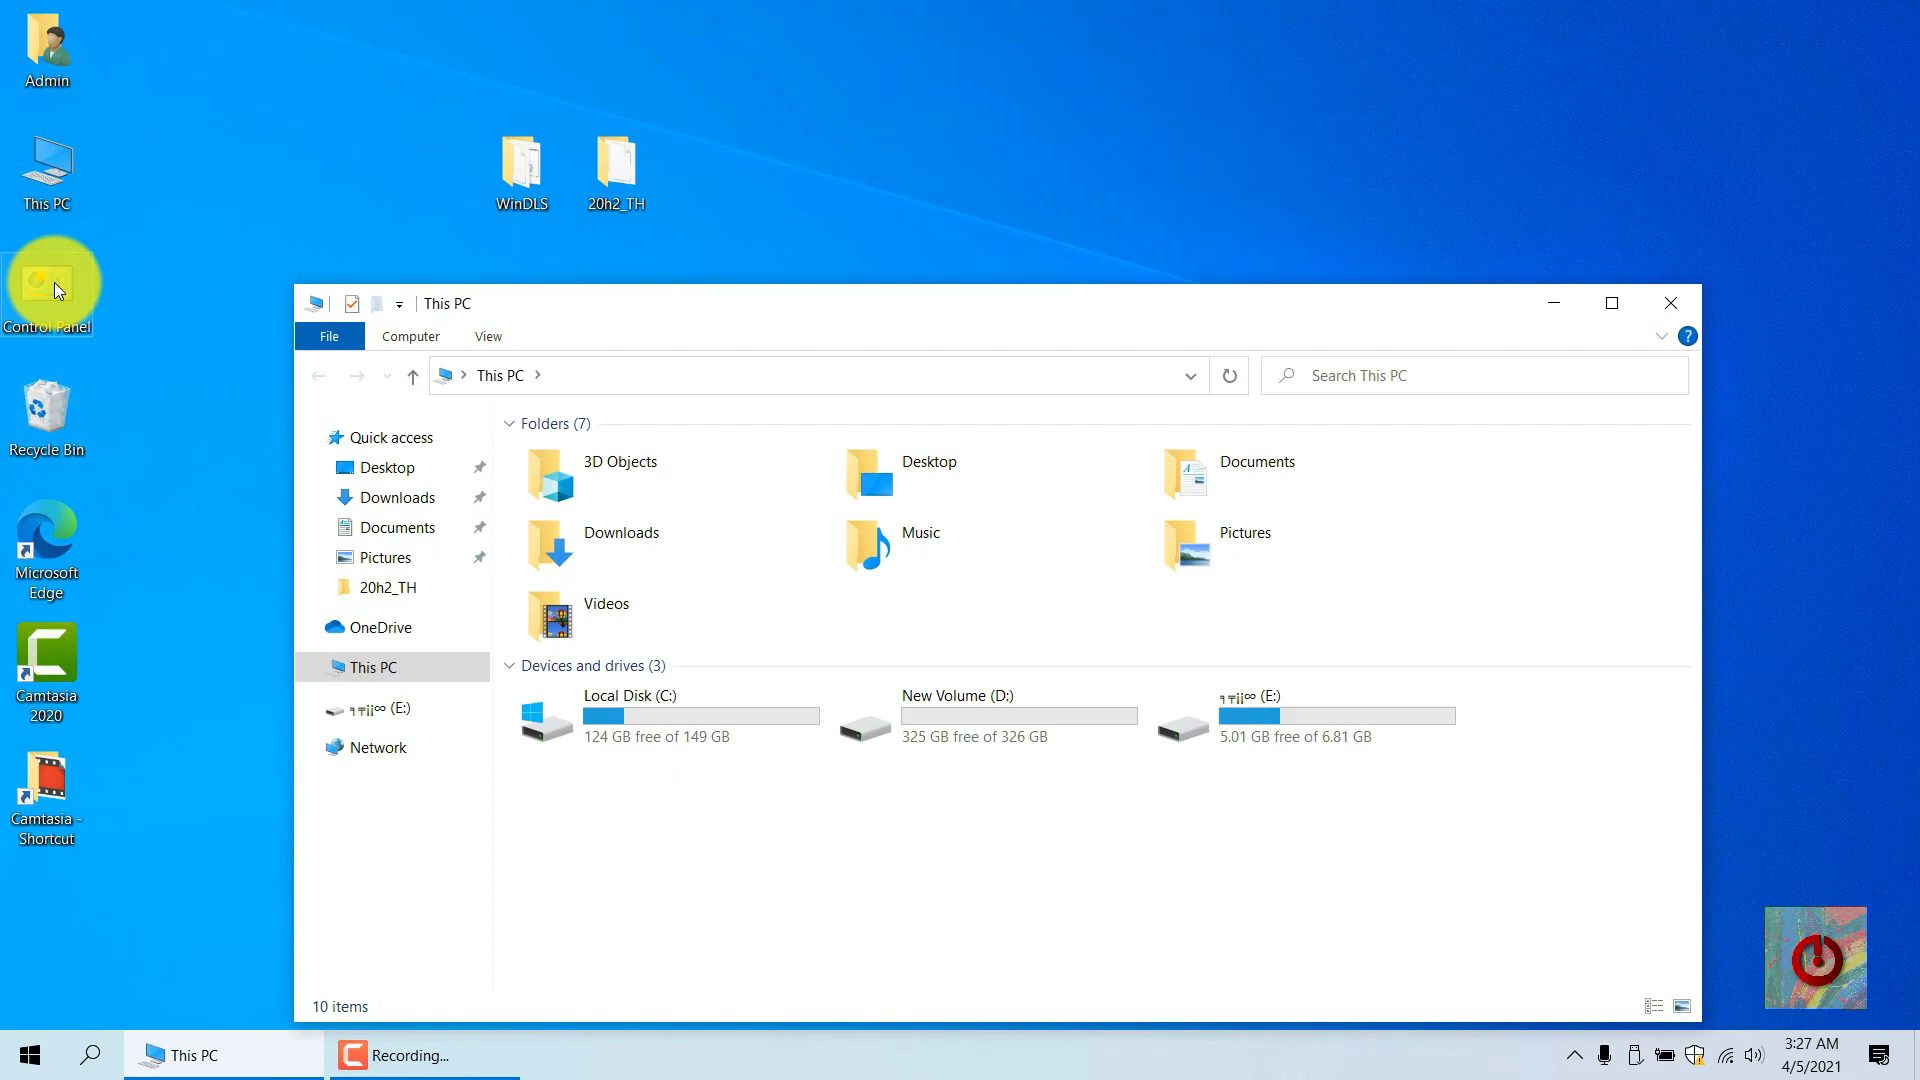 Admin
This PC
Control Panel
Recycle Bin
Microsoft
Edge
Camtasia
2020
Camtasia -
Shortcut
WinDLS
20h2_TH
This PC
File
Computer
View
This PC
Search This PC
Quick access
Desktop
Downloads
Documents
Pictures
20h2_TH
OneDrive
This PC
(E:)
Network
Folders (7)
3D Objects
Desktop
Documents
Downloads
Music
Pictures
Videos
Devices and drives (3)
Local Disk (C:)
124 GB free of 149 GB
New Volume (D:)
325 GB free of 326 GB
(E:)
5.01 GB free of 6.81 GB
10 items
This PC
Recording...
3:27 AM
4/5/2021